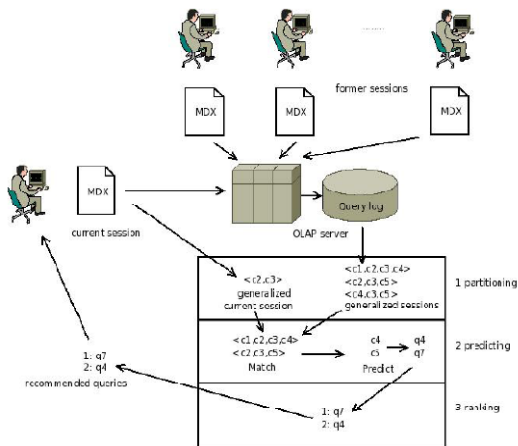 ........
former sessions
MDX
MDX
MDX
MDX
current session
Query log
OLAP server
<c2,c3>
generalized
current session
<c1,c2,c3,c4>
<c2,c3,c5>
<c4,c3,c5>
generalized sessions
1 partitioning
<c1,c2,c3,c4>
<c2,c3,c5>
Match
c4
c5
Predict
q4
q7
2 predicting
1: q7
2: q4
recommended queries
1: q7
2: q4
3 ranking